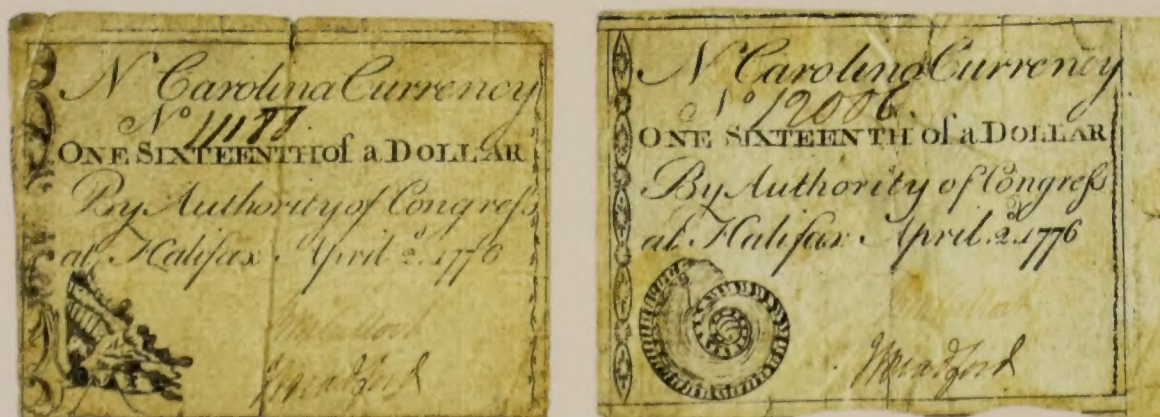 N Carolina Currency
No 11188.
ONE SIXTEENTH of a DOLLAR
By Authority of Congreſs
at Halifax April 2d. 1776
N Carolina Currency
No 12006.
ONE SIXTEENTH of a DOLLAR
By Authority of Congreſs
at Halifax April 2d. 1776